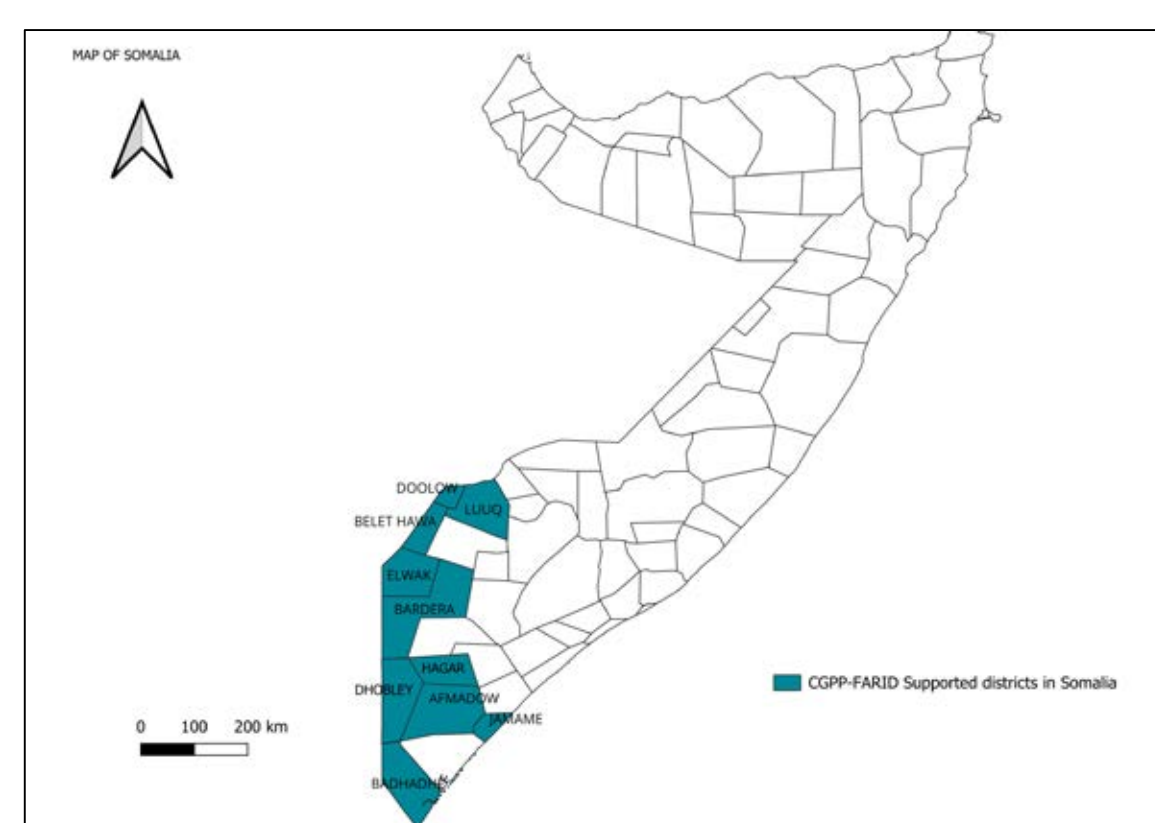 MAP OF SOMALIA
DOOLOW
LUUQ
BELET HAWA
ELWAK
BARDERA
HAGAR
DHOBLEY
AFMADOW
JAMAME
BADHADHE
CGPP-FARID Supported districts in Somalia
0 100 200 km